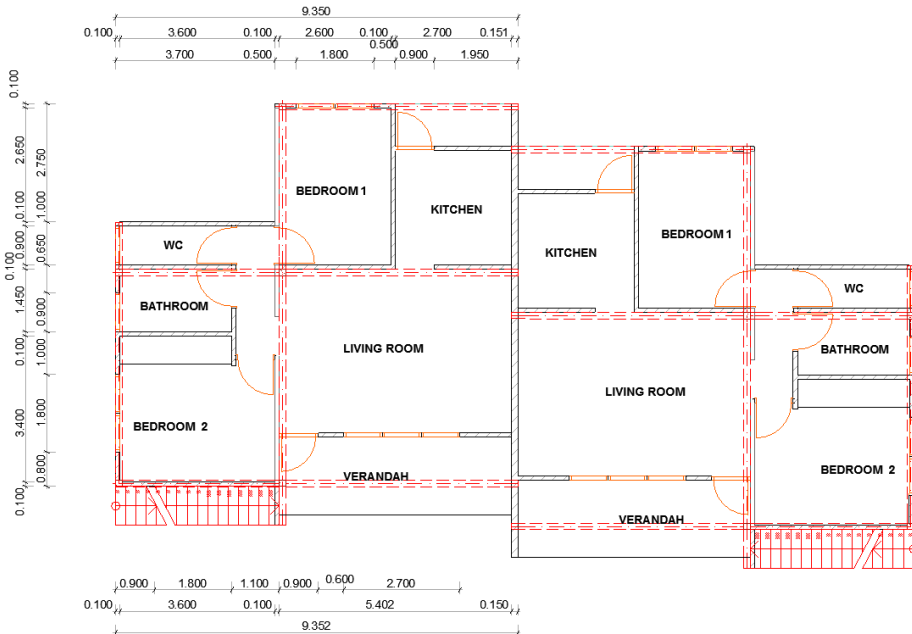 9.350
0.100 3.600 0.100 2.600 0.100 2.700 0.151
0.500
3.700 0.500 1.800 0.900 1.950
0.100
2.650
2.750
0.100
1.000
0.900
0.650
0.100
1.450
0.900
0.100
1.000
3.400
1.800
0.800
0.100
BEDROOM 1
KITCHEN
WC
BATHROOM
LIVING ROOM
BEDROOM 2
VERANDAH
BEDROOM 1
KITCHEN
WC
BATHROOM
LIVING ROOM
BEDROOM 2
VERANDAH
0.900 1.800 1.100 0.900 0.600 2.700
0.100 3.600 0.100 5.402 0.150
9.352